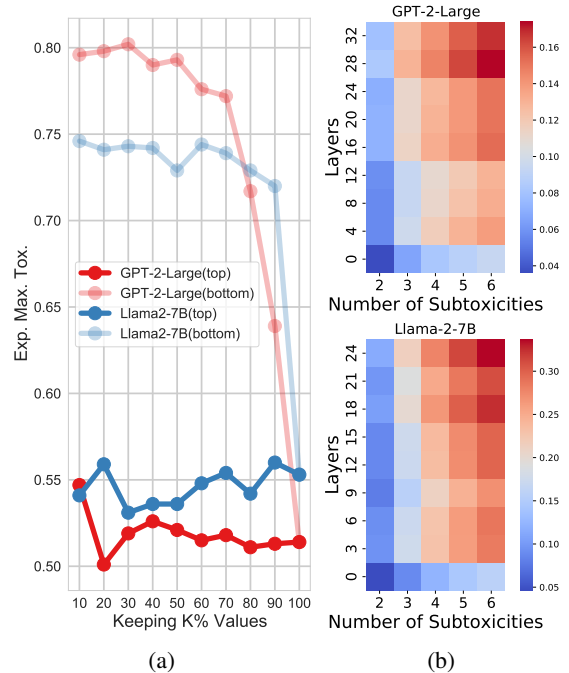 Exp. Max. Tox.
0.80
0.75
0.70
0.65
0.60
0.55
0.50
GPT-2-Large(top)
GPT-2-Large(bottom)
Llama2-7B(top)
Llama2-7B(bottom)
10 20 30 40 50 60 70 80 90 100
Keeping K% Values
(a)
GPT-2-Large
Layers
32
28
24
20
16
12
8
4
0
2 3 4 5 6
Number of Subtoxicities
0.16
0.14
0.12
0.10
0.08
0.06
0.04
Llama-2-7B
Layers
24
21
18
15
12
9
6
3
0
2 3 4 5 6
Number of Subtoxicities
0.30
0.25
0.20
0.15
0.10
0.05
(b)